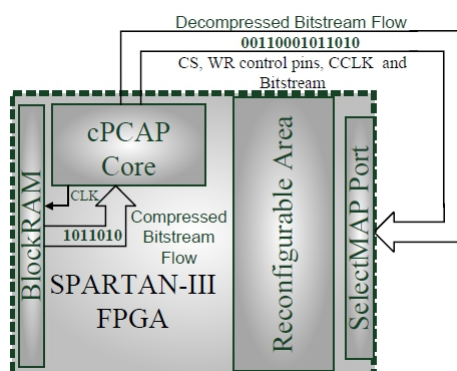 Decompressed Bitstream Flow
00110001011010
CS, WR control pins, CCLK and
Bitstream
cPCAP
Core
CLK
BlockRAM
1011010
Compressed
Bitstream
Flow
SPARTAN-III
FPGA
Reconfigurable Area
SelectMAP Port